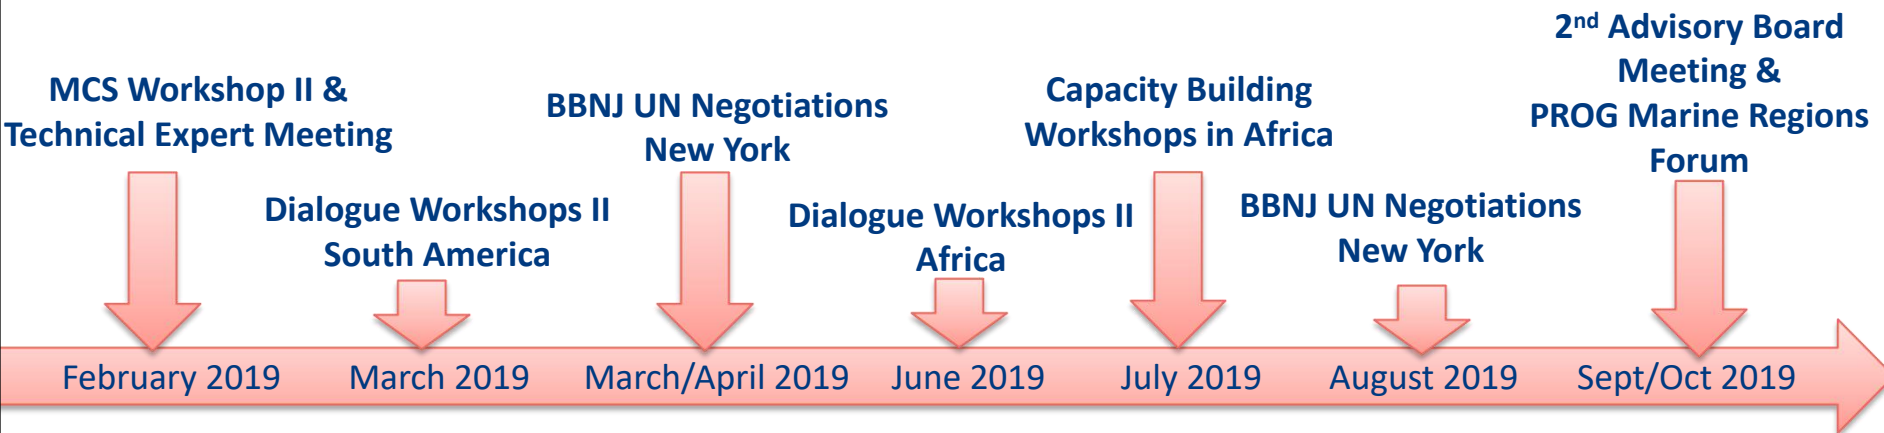 MCS Workshop II &
Technical Expert Meeting
Dialogue Workshops II
South America
BBNJ UN Negotiations
New York
Dialogue Workshops II
Africa
Capacity Building
Workshops in Africa
BBNJ UN Negotiations
New York
2nd Advisory Board
Meeting &
PROG Marine Regions
Forum
February 2019
March 2019
March/April 2019
June 2019
July 2019
August 2019
Sept/Oct 2019